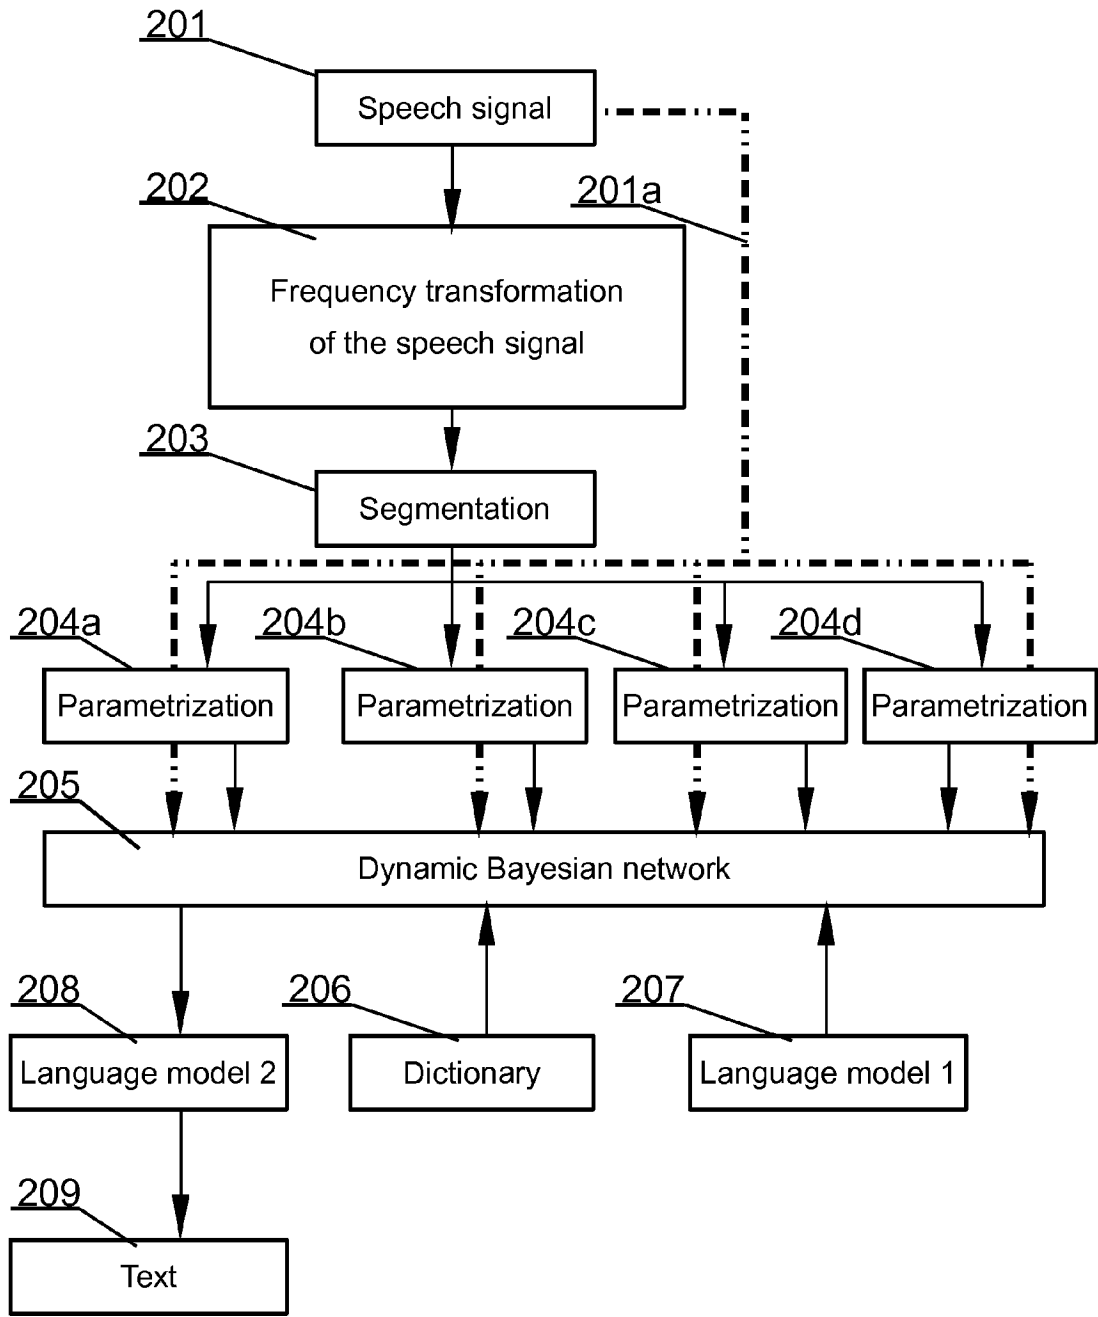 201
Speech signal
202
201a
Frequency transformation
of the speech signal
203
Segmentation
204a
204b
204c
204d
Parametrization
Parametrization
Parametrization
Parametrization
205
Dynamic Bayesian network
208
206
207
Language model 2
Dictionary
Language model 1
209
Text